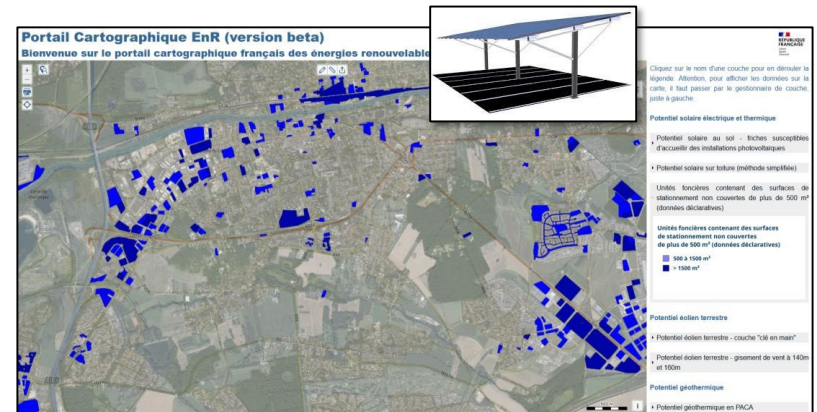 Portail Cartographique EnR (version beta)
Bienvenue sur le portail cartographique français des énergies renouvelable
RÉPUBLIQUE
FRANÇAISE
Cliquez sur le nom d'une couche pour en dérouler la
légende. Attention, pour afficher les données sur la
carte, il faut passer par le gestionnaire de couche,
juste à gauche.
Potentiel solaire électrique et thermique
Potentiel solaire au sol - friches susceptibles
d'accueillir des installations photovoltaïques
Potentiel solaire sur toiture (méthode simplifiée)
Unités foncières contenant des surfaces de
stationnement non couvertes de plus de 500 m²
(données déclaratives)
Unités foncières contenant des surfaces
de stationnement non couvertes
de plus de 500 m² (données déclaratives)
500 à 1500 m²
> 1500 m²
Potentiel éolien terrestre
Potentiel éolien terrestre - couche "clé en main"
Potentiel éolien terrestre - gisement de vent à 140m
et 160m
Potentiel géothermique
Potentiel géothermique en PACA